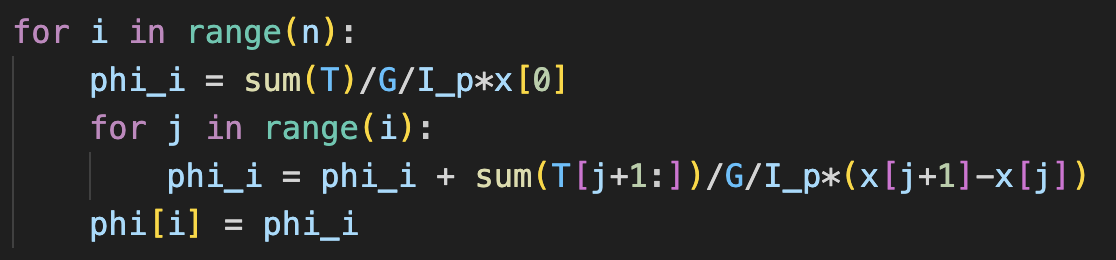 for i in range(n):
    phi_i = sum(T)/G/I_p*x[0]
    for j in range(i):
        phi_i = phi_i + sum(T[j+1:])/G/I_p*(x[j+1]-x[j])
    phi[i] = phi_i